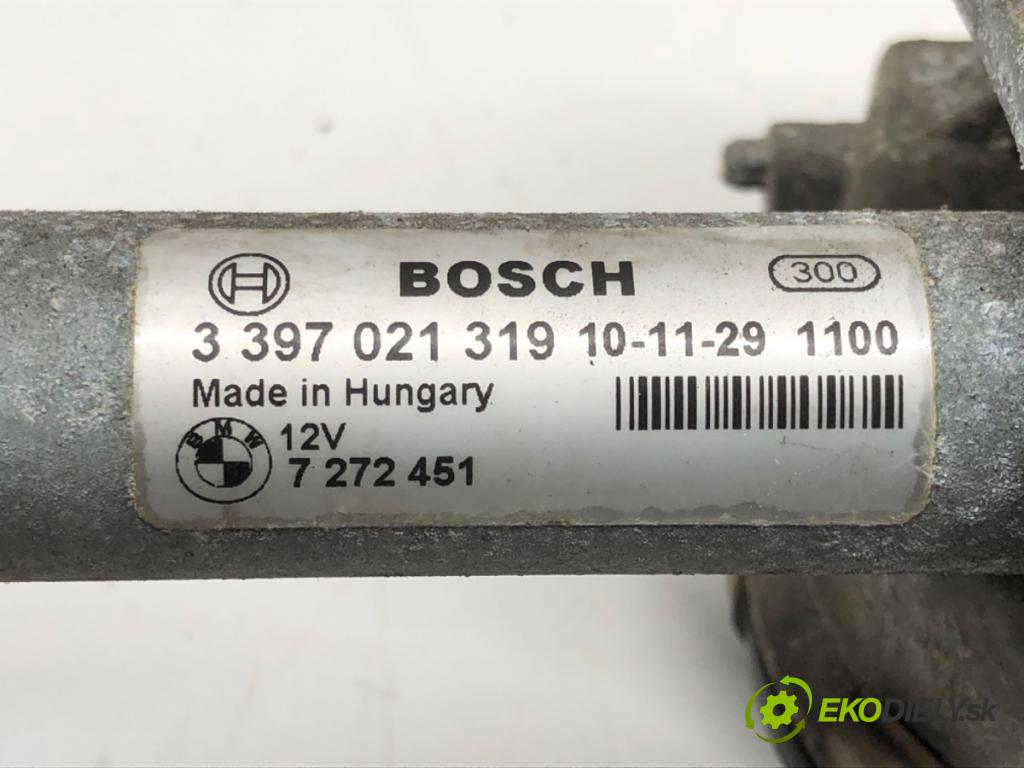 BOSCH 300
3 397 021 319 10-11-29 1100
Made in Hungary
BMW 12V
7 272 451
EKODIELY.sk